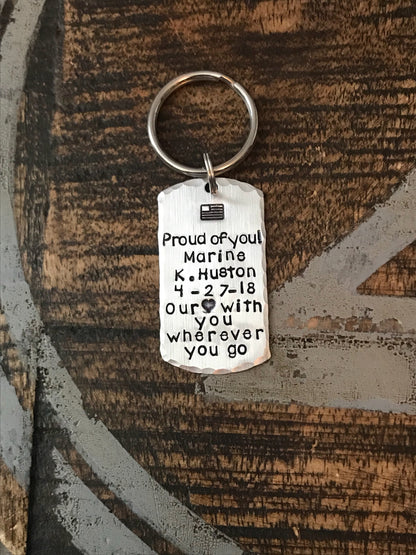 Proud of you!
Marine
K. Huston
4-27-18
Our ♥ with
you
wherever
you go